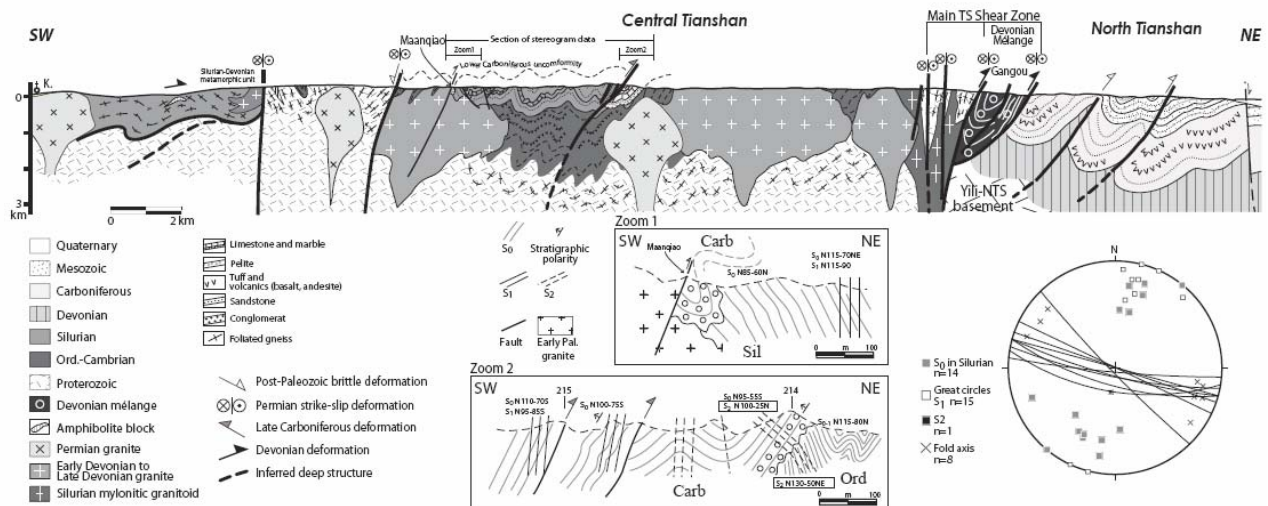 SW
Central Tianshan
Main TS Shear Zone
North Tianshan
NE
Maanqiao
Section of stereogram data
Devonian
Mélange
Zoom1
Zoom2
Silurian-Devonian
metamorphic unit
Lower Carboniferous unconformity
Gangou
K.
0
3
km
0 2 km
Yili-NTS
basement
Quaternary
Mesozoic
Carboniferous
Devonian
Silurian
Ord.-Cambrian
Proterozoic
Devonian mélange
Amphibolite block
Permian granite
Early Devonian to
Late Devonian granite
Silurian mylonitic granitoid
Limestone and marble
Pelite
Tuff and
volcanics (basalt, andesite)
Sandstone
Conglomerat
Foliated gneiss
Post-Paleozoic brittle deformation
Permian strike-slip deformation
Late Carboniferous deformation
Devonian deformation
Inferred deep structure
S0 Stratigraphic
polarity
S1 S2
Fault Early Pal.
granite
Zoom 1
SW Carb NE
Maanqiao
S0 N85-60N
S0 N115-70NE
S1 N115-90
Sil
0 m 100
Zoom 2
SW 215 214 NE
S0 N110-70S
S1 N95-85S
S0 N100-75S
S0 N95-55S
S2 N100-25N
S0-1 N115-80N
Carb
S2 N130-50NE
Ord
0 m 100
N
S0 in Silurian
n=14
Great circles
S1 n=15
S2
n=1
Fold axis
n=8